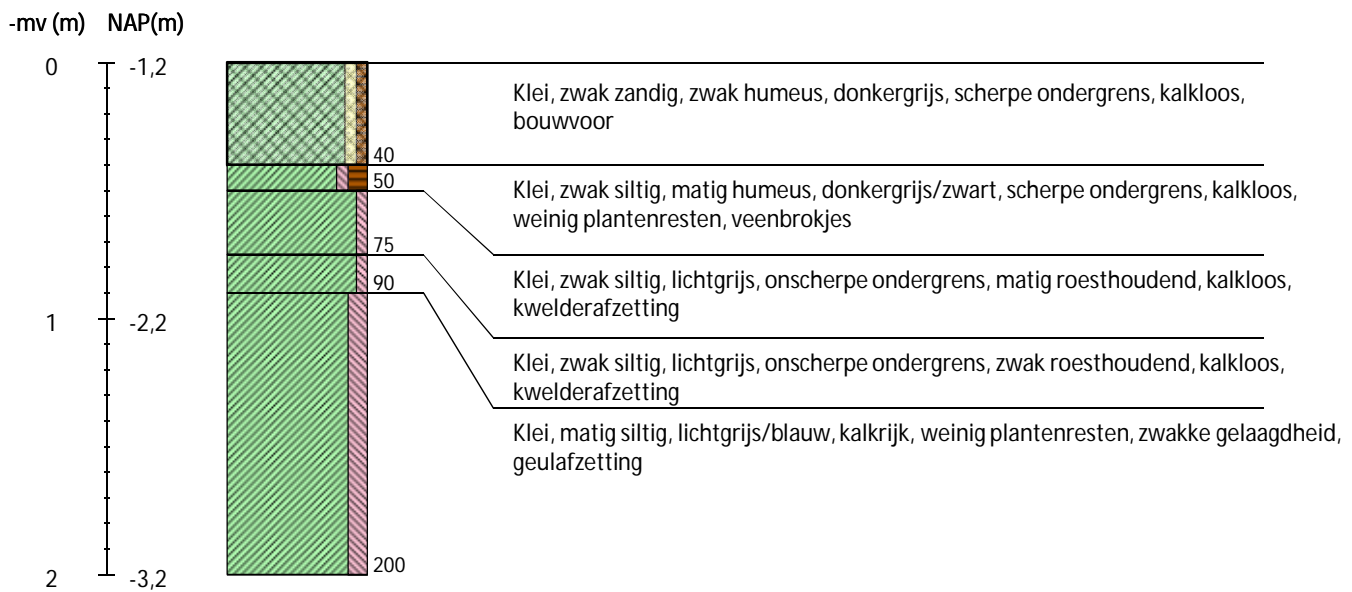 -mv (m) NAP(m)
0 -1,2
Klei, zwak zandig, zwak humeus, donkergrijs, scherpe ondergrens, kalkloos,
bouwvoor
40
50
Klei, zwak siltig, matig humeus, donkergrijs/zwart, scherpe ondergrens, kalkloos,
weinig plantenresten, veenbrokjes
75
Klei, zwak siltig, lichtgrijs, onscherpe ondergrens, matig roesthoudend, kalkloos,
kwelderafzetting
90
1 -2,2
Klei, zwak siltig, lichtgrijs, onscherpe ondergrens, zwak roesthoudend, kalkloos,
kwelderafzetting
Klei, matig siltig, lichtgrijs/blauw, kalkrijk, weinig plantenresten, zwakke gelaagdheid,
geulafzetting
200
2 -3,2